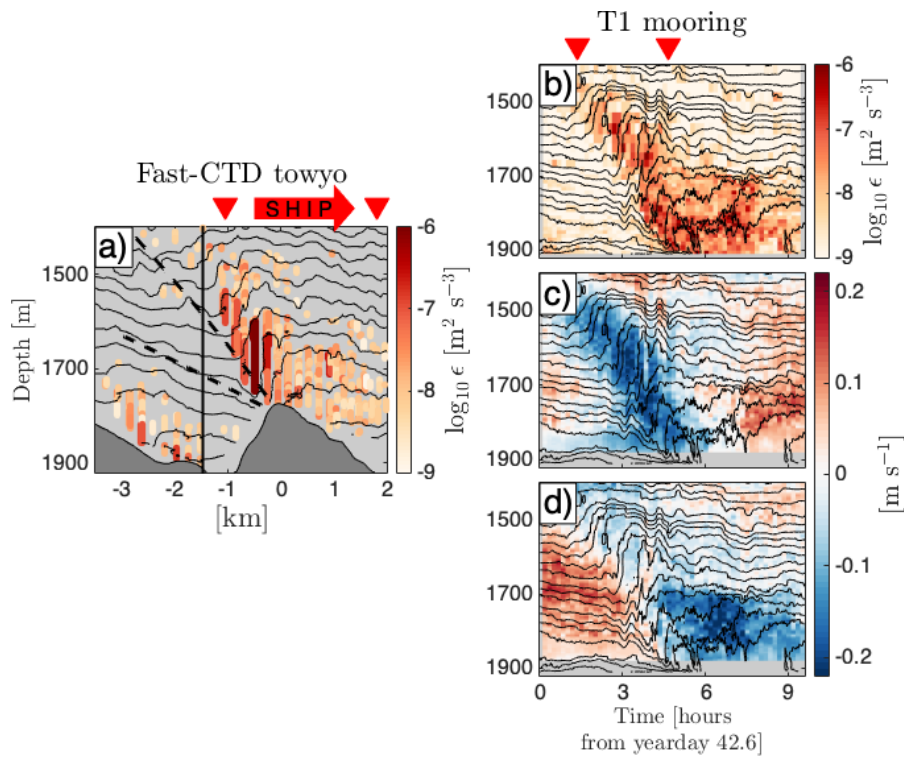 T1 mooring
Fast-CTD towyo
SHIP
a)
1500
1700
1900
Depth [m]
-3
-2
-1
0
1
2
[km]
-6
-7
-8
-9
log10 ϵ [m² s⁻³]
b)
1500
1700
1900
-6
-7
-8
-9
log10 ϵ [m² s⁻³]
c)
1500
1700
1900
d)
1500
1700
1900
0
3
6
9
Time [hours
from yearday 42.6]
0.2
0.1
0
-0.1
-0.2
[m s⁻¹]